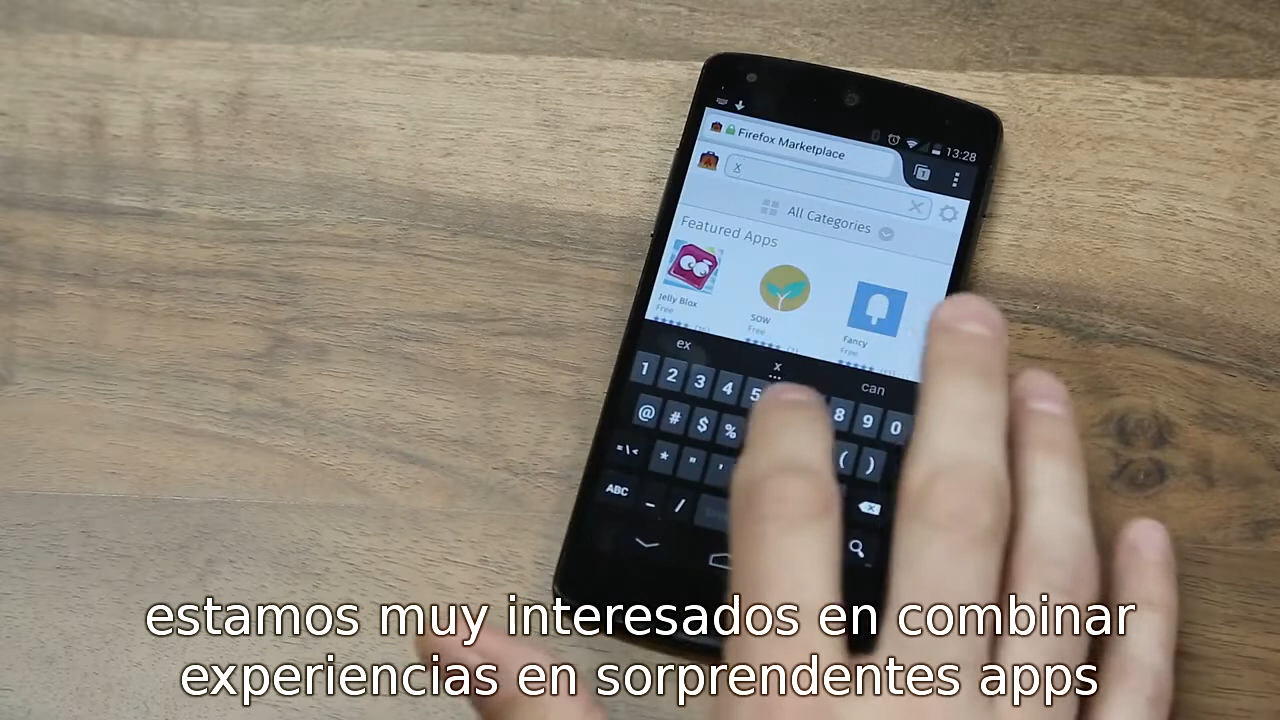 13:28
Firefox Marketplace
x
All Categories
Featured Apps
Jelly Blox
Free
SOW
Free
Fancy
Free
ex x can
1 2 3 4 5 8 9 0
@ # $ %
=\< * " ' ( )
ABC _ /
estamos muy interesados en combinar
experiencias en sorprendentes apps